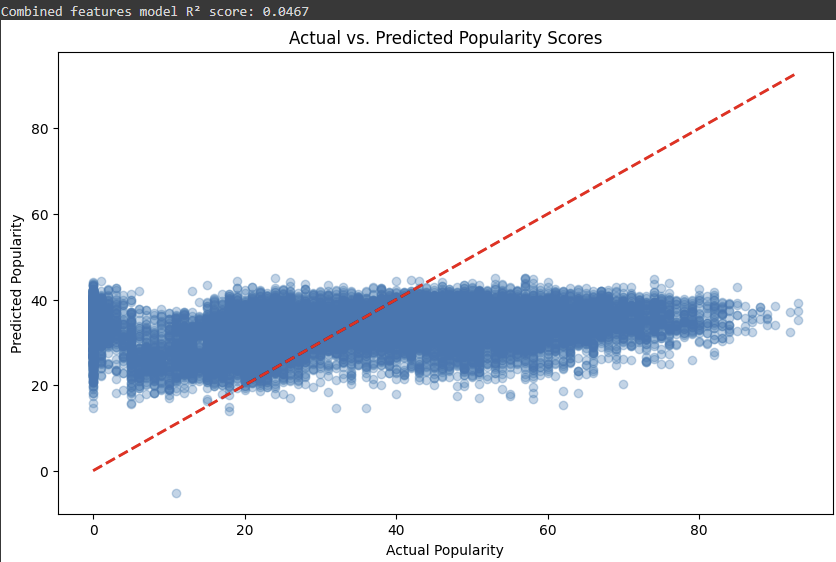 Combined features model R² score: 0.0467
Actual vs. Predicted Popularity Scores
Predicted Popularity
80
60
40
20
0
0 20 40 60 80
Actual Popularity